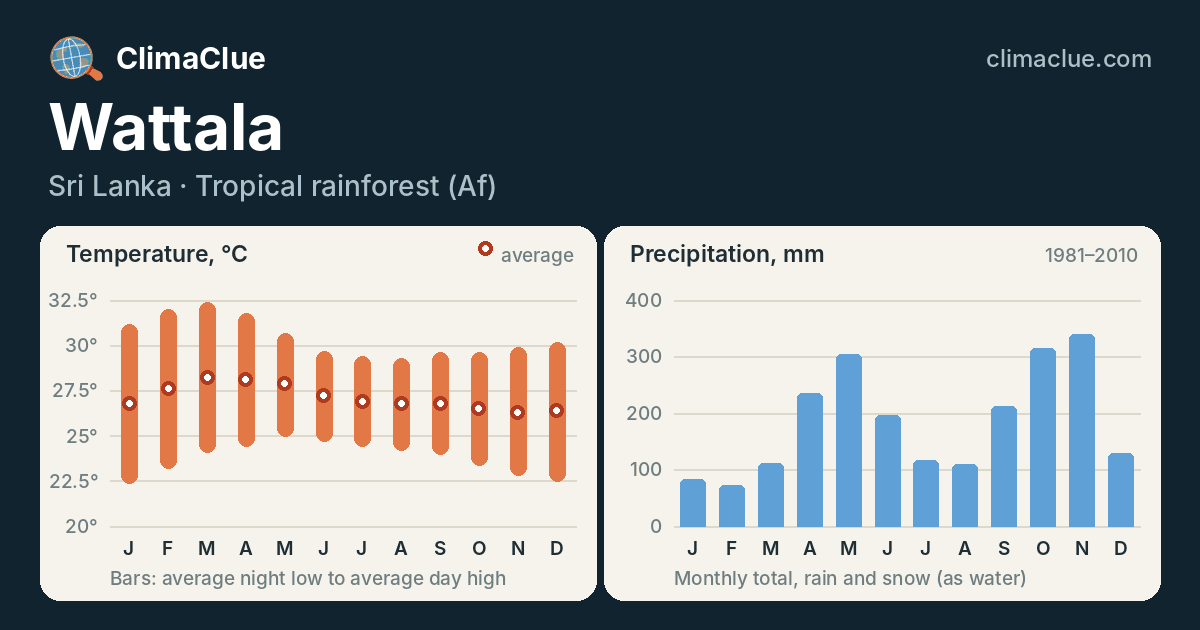 ClimaClue
climaclue.com
Wattala
Sri Lanka · Tropical rainforest (Af)
Temperature, °C
average
32.5°
30°
27.5°
25°
22.5°
20°
J F M A M J J A S O N D
Bars: average night low to average day high
Precipitation, mm
1981–2010
400
300
200
100
0
J F M A M J J A S O N D
Monthly total, rain and snow (as water)